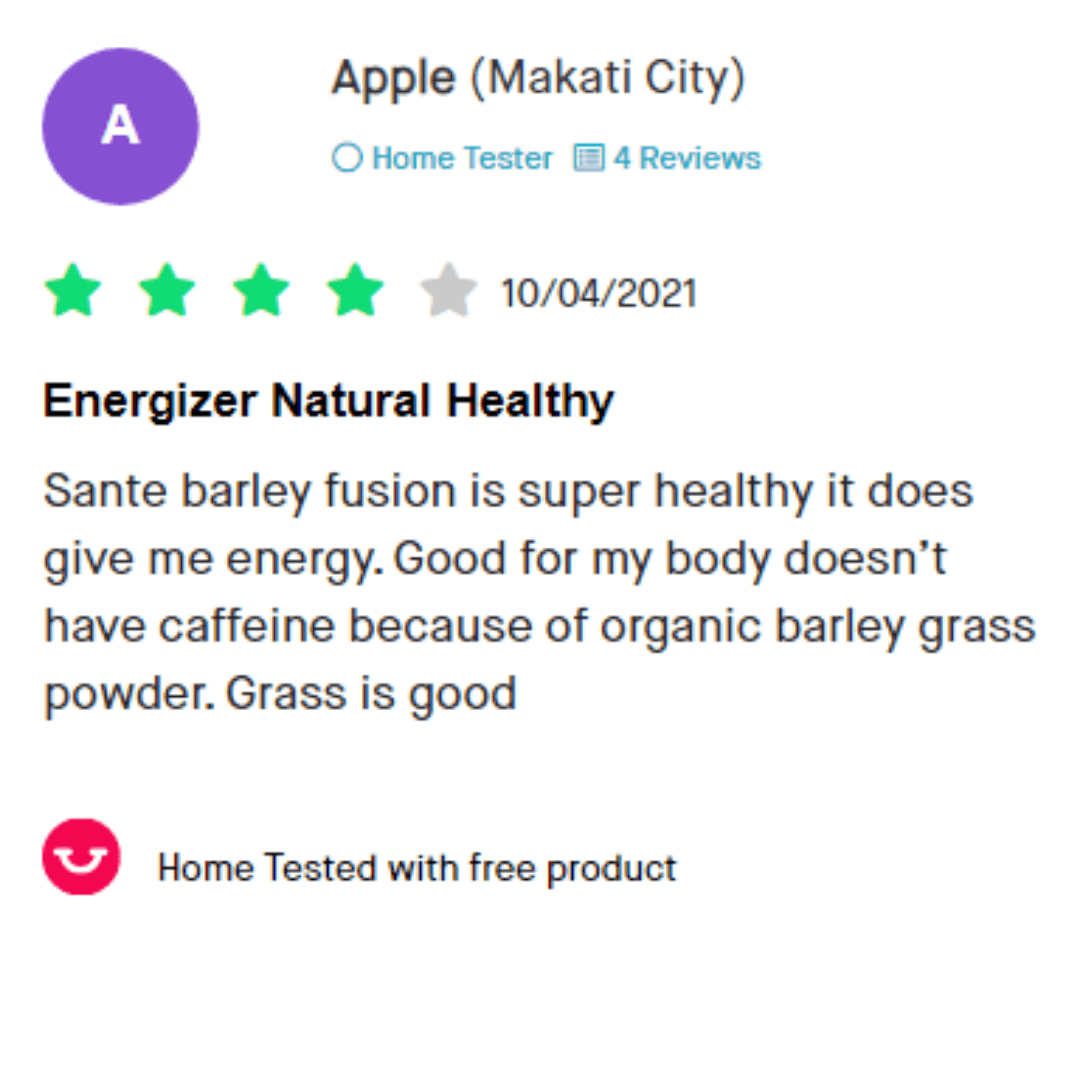 A
Apple (Makati City)
Home Tester 4 Reviews
10/04/2021
Energizer Natural Healthy
Sante barley fusion is super healthy it does
give me energy. Good for my body doesn’t
have caffeine because of organic barley grass
powder. Grass is good
Home Tested with free product